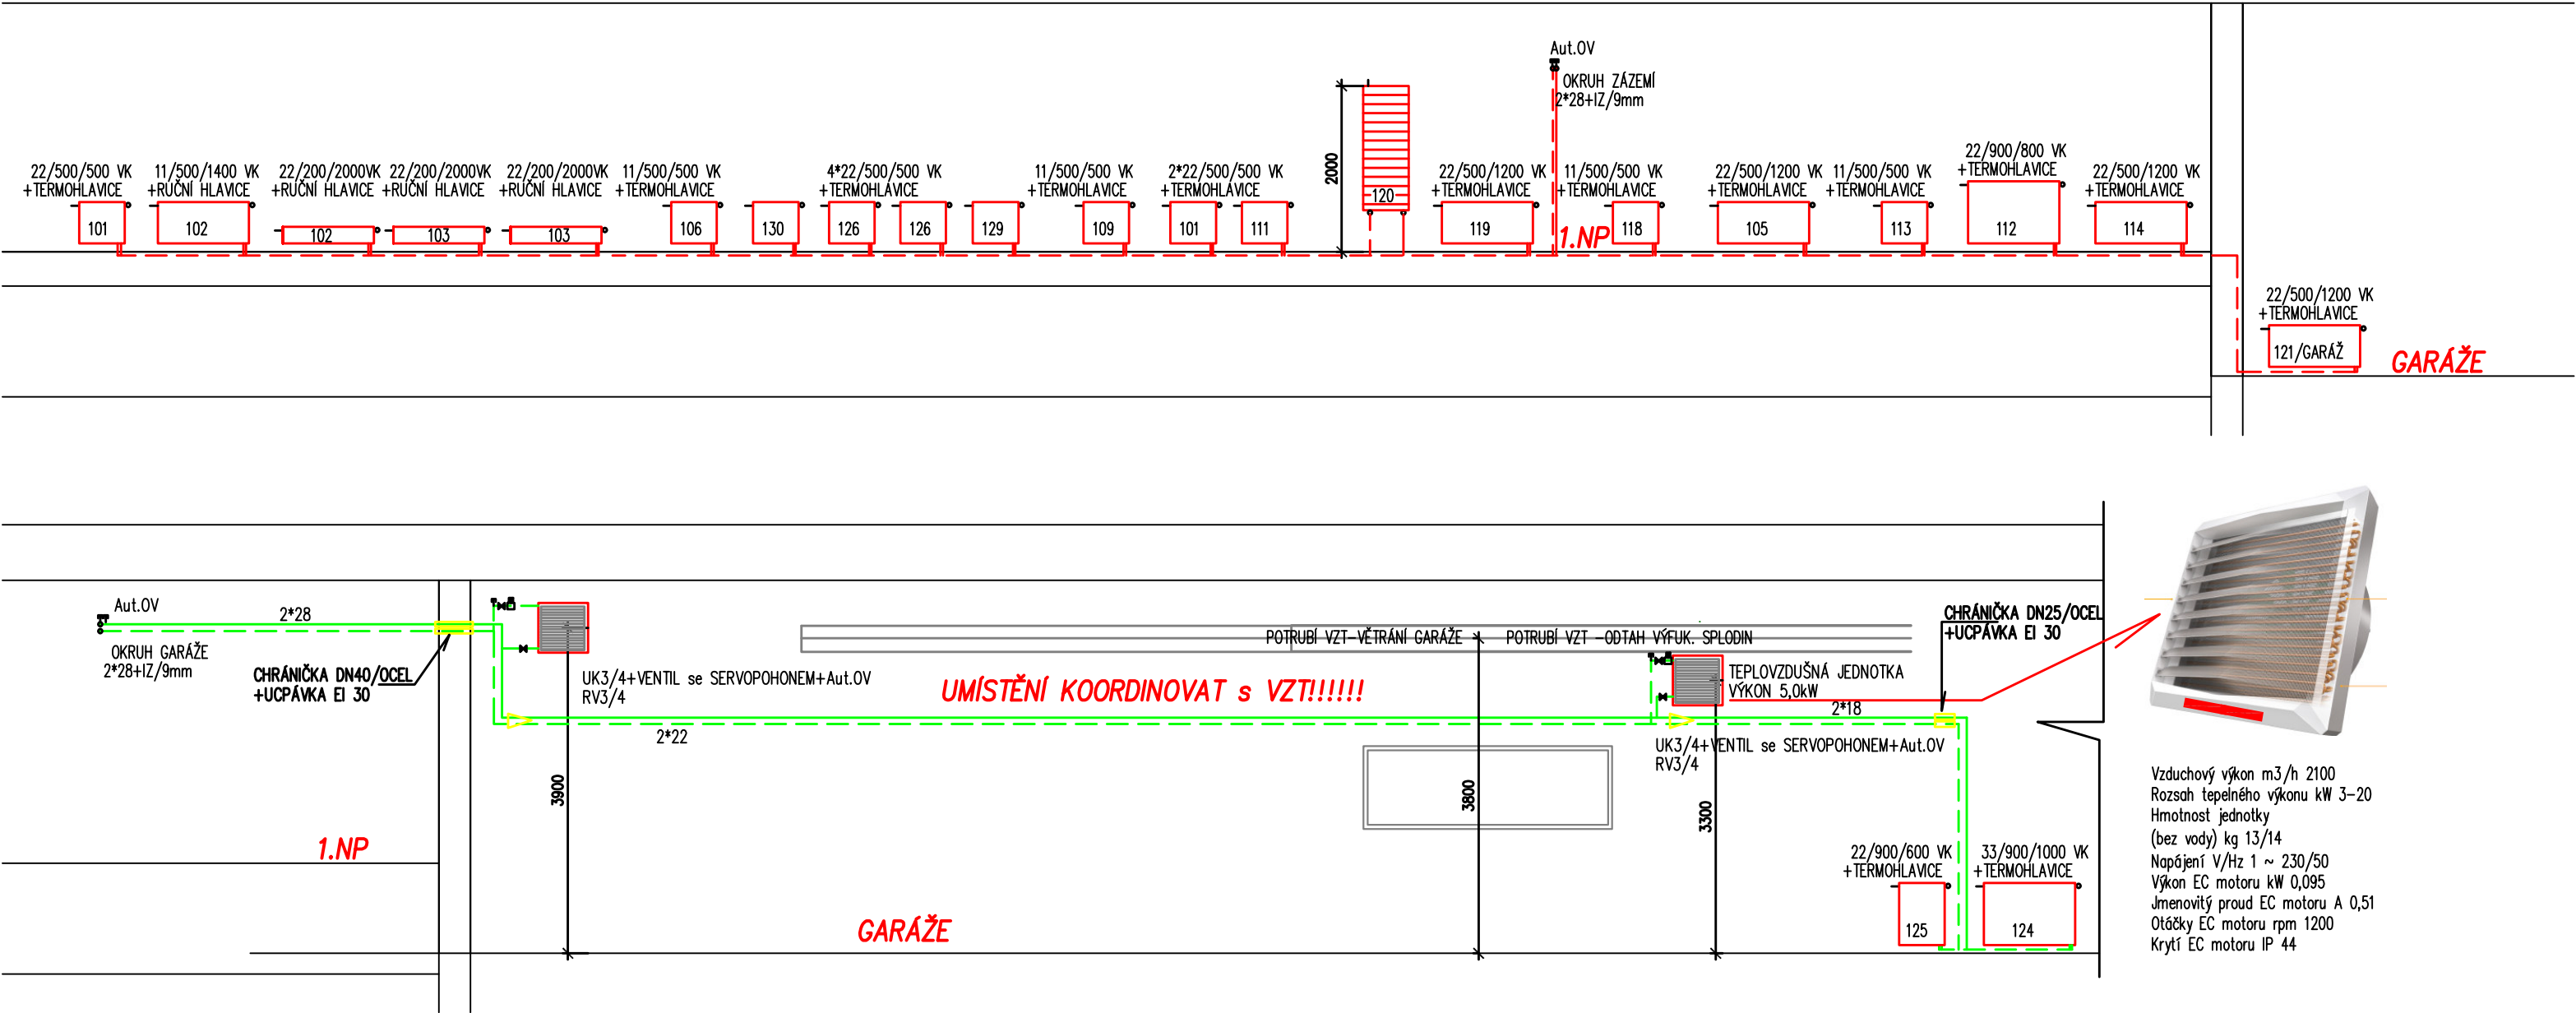 Aut.OV
OKRUH ZÁZEMÍ
2*28+IZ/9mm
2000
22/500/500 VK
+TERMOHLAVICE
101
11/500/1400 VK
+RUČNÍ HLAVICE
102
22/200/2000VK
+RUČNÍ HLAVICE
102
22/200/2000VK
+RUČNÍ HLAVICE
103
22/200/2000VK
+RUČNÍ HLAVICE
103
11/500/500 VK
+TERMOHLAVICE
106
130
4*22/500/500 VK
+TERMOHLAVICE
126
126
129
11/500/500 VK
+TERMOHLAVICE
109
2*22/500/500 VK
+TERMOHLAVICE
101
111
120
22/500/1200 VK
+TERMOHLAVICE
119
1.NP
11/500/500 VK
+TERMOHLAVICE
118
22/500/1200 VK
+TERMOHLAVICE
105
11/500/500 VK
+TERMOHLAVICE
113
22/900/800 VK
+TERMOHLAVICE
112
22/500/1200 VK
+TERMOHLAVICE
114
22/500/1200 VK
+TERMOHLAVICE
121/GARÁŽ
GARÁŽE
Aut.OV
2*28
OKRUH GARÁŽE
2*28+IZ/9mm
CHRÁNIČKA DN40/OCEL
+UCPÁVKA EI 30
UK3/4+VENTIL se SERVOPOHONEM+Aut.OV
RV3/4
UMÍSTĚNÍ KOORDINOVAT s VZT!!!!!!
POTRUBÍ VZT-VĚTRÁNÍ GARÁŽE
POTRUBÍ VZT -ODTAH VÝFUK. SPLODIN
TEPLOVZDUŠNÁ JEDNOTKA
VÝKON 5,0kW
CHRÁNIČKA DN25/OCEL
+UCPÁVKA EI 30
2*18
2*22
UK3/4+VENTIL se SERVOPOHONEM+Aut.OV
RV3/4
3900
3800
3300
1.NP
GARÁŽE
22/900/600 VK
+TERMOHLAVICE
125
33/900/1000 VK
+TERMOHLAVICE
124
Vzduchový výkon m3/h 2100
Rozsah tepelného výkonu kW 3-20
Hmotnost jednotky
(bez vody) kg 13/14
Napájení V/Hz 1 ~ 230/50
Výkon EC motoru kW 0,095
Jmenovitý proud EC motoru A 0,51
Otáčky EC motoru rpm 1200
Krytí EC motoru IP 44